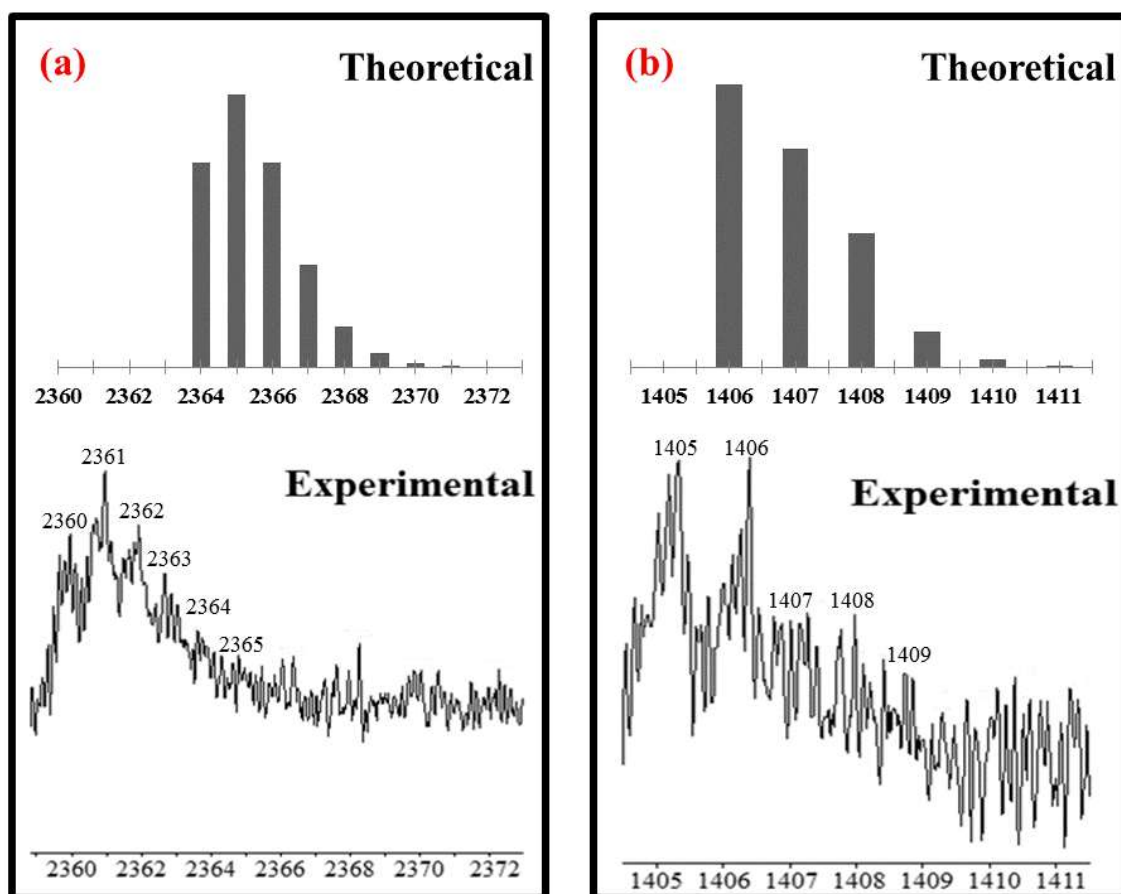 (a)
Theoretical
2360 2362 2364 2366 2368 2370 2372
2361
Experimental
2360
2362
2363
2364
2365
2360 2362 2364 2366 2368 2370 2372
(b)
Theoretical
1405 1406 1407 1408 1409 1410 1411
1405 1406
Experimental
1407 1408
1409
1405 1406 1407 1408 1409 1410 1411